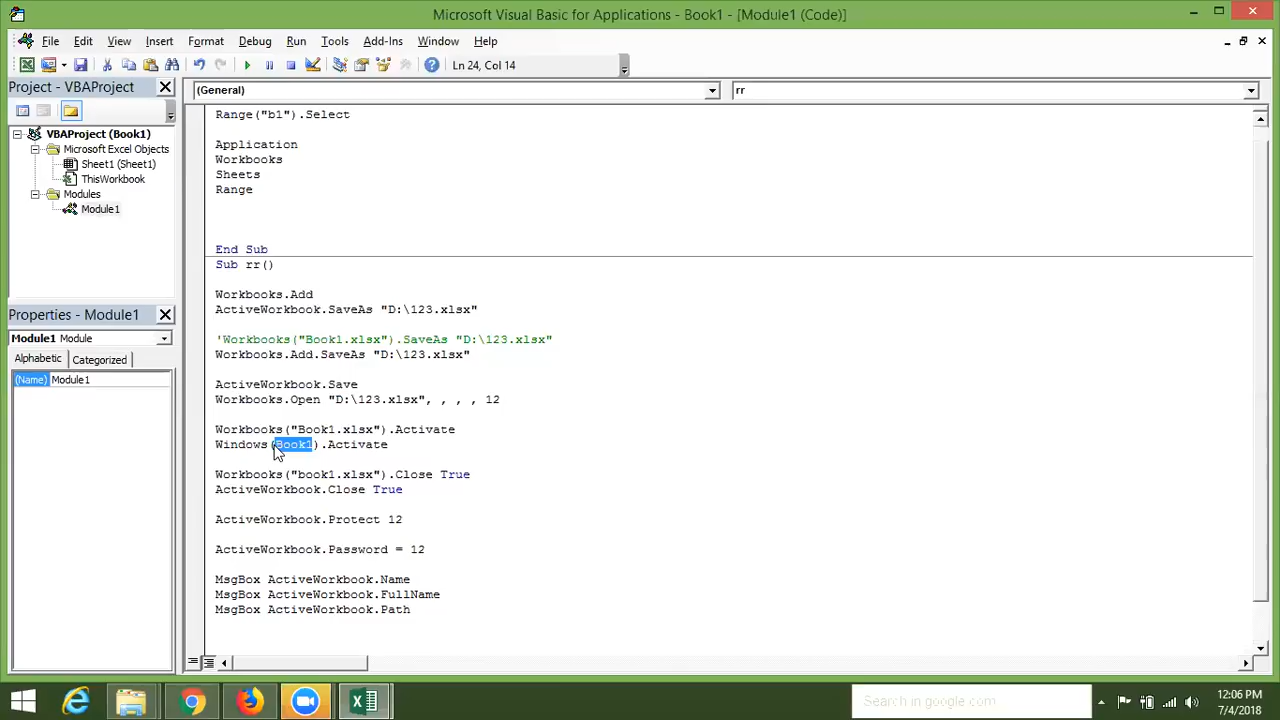 Microsoft Visual Basic for Applications - Book1 - [Module1 (Code)]
File Edit View Insert Format Debug Run Tools Add-Ins Window Help
Ln 24, Col 14
Project - VBAProject
(General)
rr
VBAProject (Book1)
Microsoft Excel Objects
Sheet1 (Sheet1)
ThisWorkbook
Modules
Module1
Properties - Module1
Module1 Module
Alphabetic Categorized
(Name) Module1
Range("b1").Select
Application
Workbooks
Sheets
Range
End Sub
Sub rr()
Workbooks.Add
ActiveWorkbook.SaveAs "D:\123.xlsx"
'Workbooks("Book1.xlsx").SaveAs "D:\123.xlsx"
Workbooks.Add.SaveAs "D:\123.xlsx"
ActiveWorkbook.Save
Workbooks.Open "D:\123.xlsx", , , , 12
Workbooks("Book1.xlsx").Activate
Windows(Book1).Activate
Workbooks("book1.xlsx").Close True
ActiveWorkbook.Close True
ActiveWorkbook.Protect 12
ActiveWorkbook.Password = 12
MsgBox ActiveWorkbook.Name
MsgBox ActiveWorkbook.FullName
MsgBox ActiveWorkbook.Path
Search in google.com
12:06 PM
7/4/2018